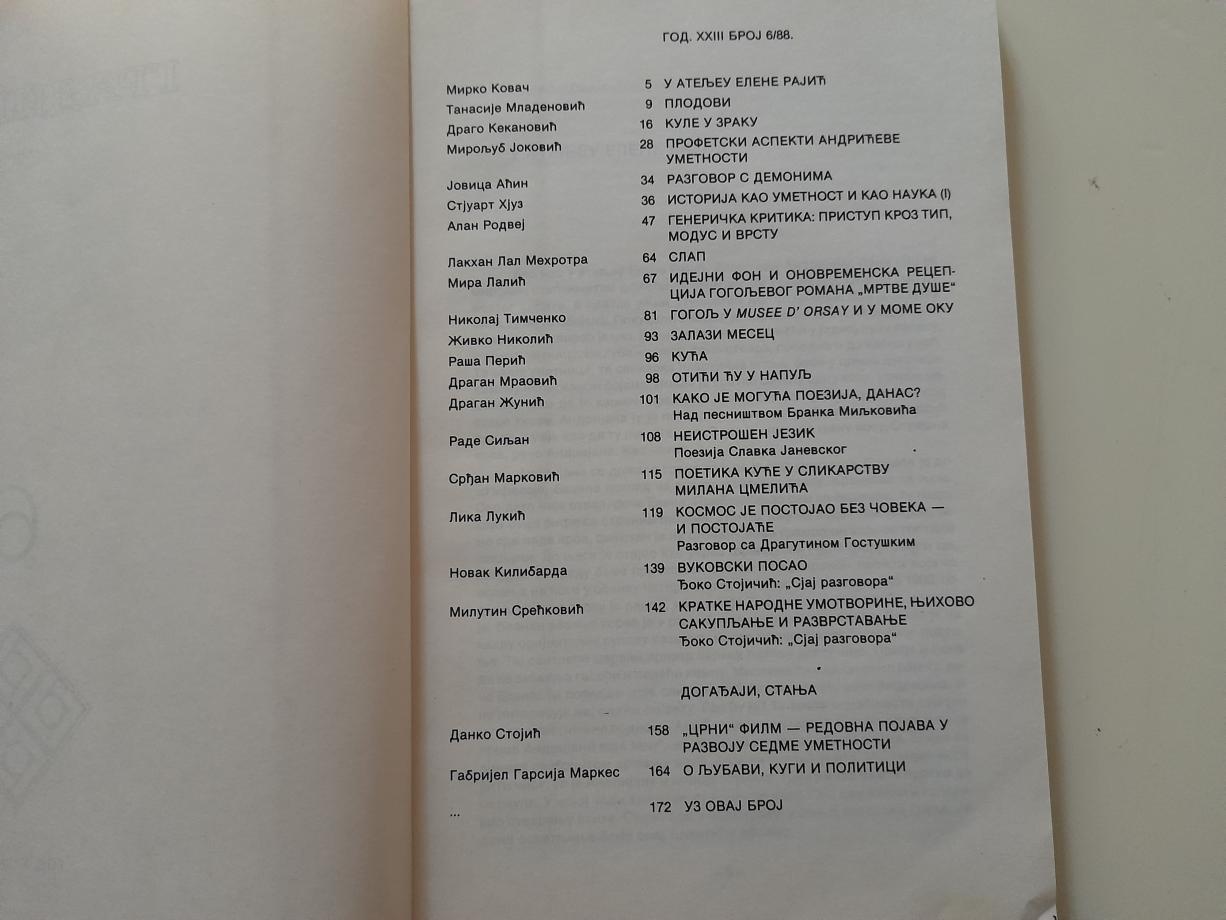 ГОД. XXIII БРОЈ 6/88.
Мирко Ковач 5 У АТЕЉЕУ ЕЛЕНЕ РАЈИЋ
Танасије Младеновић 9 ПЛОДОВИ
Драго Кекановић 16 КУЛЕ У ЗРАКУ
Мирољуб Јоковић 28 ПРОФЕТСКИ АСПЕКТИ АНДРИЋЕВЕ
УМЕТНОСТИ
Јовица Аћин 34 РАЗГОВОР С ДЕМОНИМА
Стјуарт Хјуз 36 ИСТОРИЈА КАО УМЕТНОСТ И КАО НАУКА (I)
Алан Родвеј 47 ГЕНЕРИЧКА КРИТИКА: ПРИСТУП КРОЗ ТИП,
МОДУС И ВРСТУ
Лакхан Лал Мехротра 64 СЛАП
Мира Лалић 67 ИДЕЈНИ ФОН И ОНОВРЕМЕНСКА РЕЦЕП-
ЦИЈА ГОГОЉЕВОГ РОМАНА „МРТВЕ ДУШЕ“
Николај Тимченко 81 ГОГОЉ У MUSEE D' ORSAY И У МОМЕ ОКУ
Живко Николић 93 ЗАЛАЗИ МЕСЕЦ
Раша Перић 96 КУЋА
Драган Мраовић 98 ОТИЋИ ЋУ У НАПУЉ
Драган Жунић 101 КАКО ЈЕ МОГУЋА ПОЕЗИЈА, ДАНАС?
Над песништвом Бранка Миљковића
Раде Силјан 108 НЕИСТРОШЕН ЈЕЗИК
Поезија Славка Јаневског
Срђан Марковић 115 ПОЕТИКА КУЋЕ У СЛИКАРСТВУ
МИЛАНА ЦМЕЛИЋА
Лика Лукић 119 КОСМОС ЈЕ ПОСТОЈАО БЕЗ ЧОВЕКА —
И ПОСТОЈАЋЕ
Разговор са Драгутином Гостушким
Новак Килибарда 139 ВУКОВСКИ ПОСАО
Ђоко Стојичић: „Сјај разговора“
Милутин Срећковић 142 КРАТКЕ НАРОДНЕ УМОТВОРИНЕ, ЊИХОВО
САКУПЉАЊЕ И РАЗВРСТАВАЊЕ
Ђоко Стојичић: „Сјај разговора“
ДОГАЂАЈИ, СТАЊА
Данко Стојић 158 „ЦРНИ“ ФИЛМ — РЕДОВНА ПОЈАВА У
РАЗВОЈУ СЕДМЕ УМЕТНОСТИ
Габријел Гарсија Маркес 164 О ЉУБАВИ, КУГИ И ПОЛИТИЦИ
... 172 УЗ ОВАЈ БРОЈ